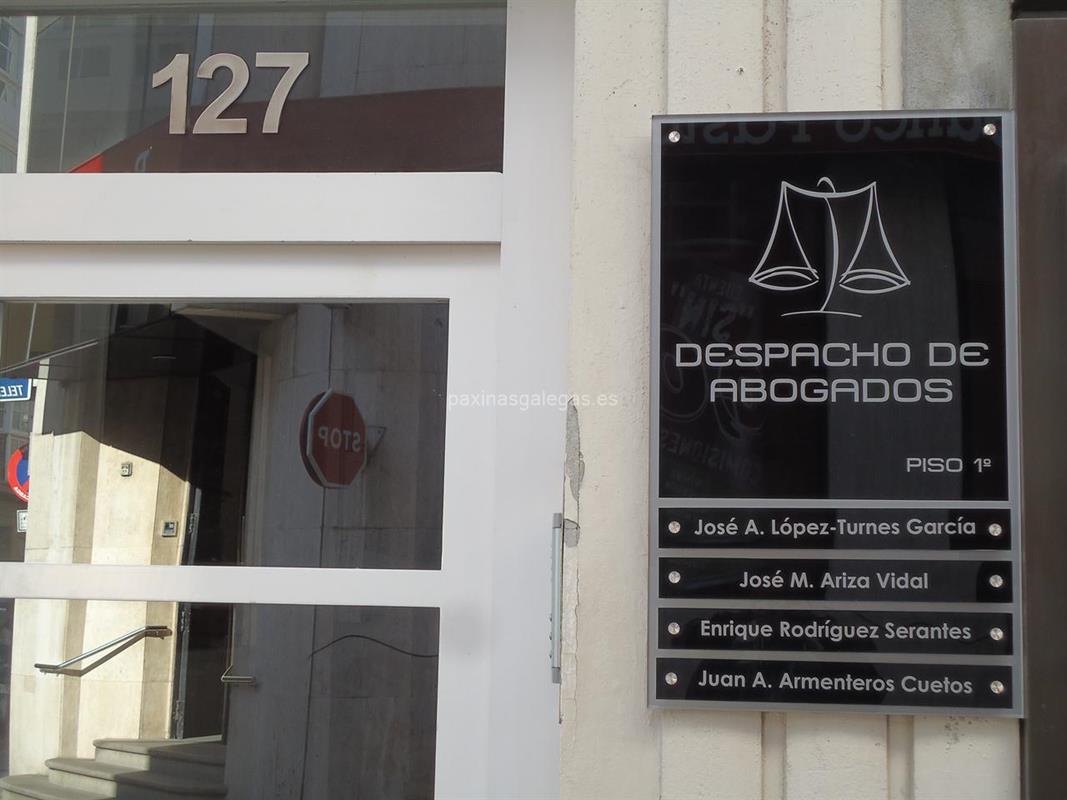 127
DESPACHO DE
ABOGADOS
PISO 1º
José A. López-Turnes García
José M. Ariza Vidal
Enrique Rodríguez Serantes
Juan A. Armenteros Cuetos
STOP
paxinasgalegas.es